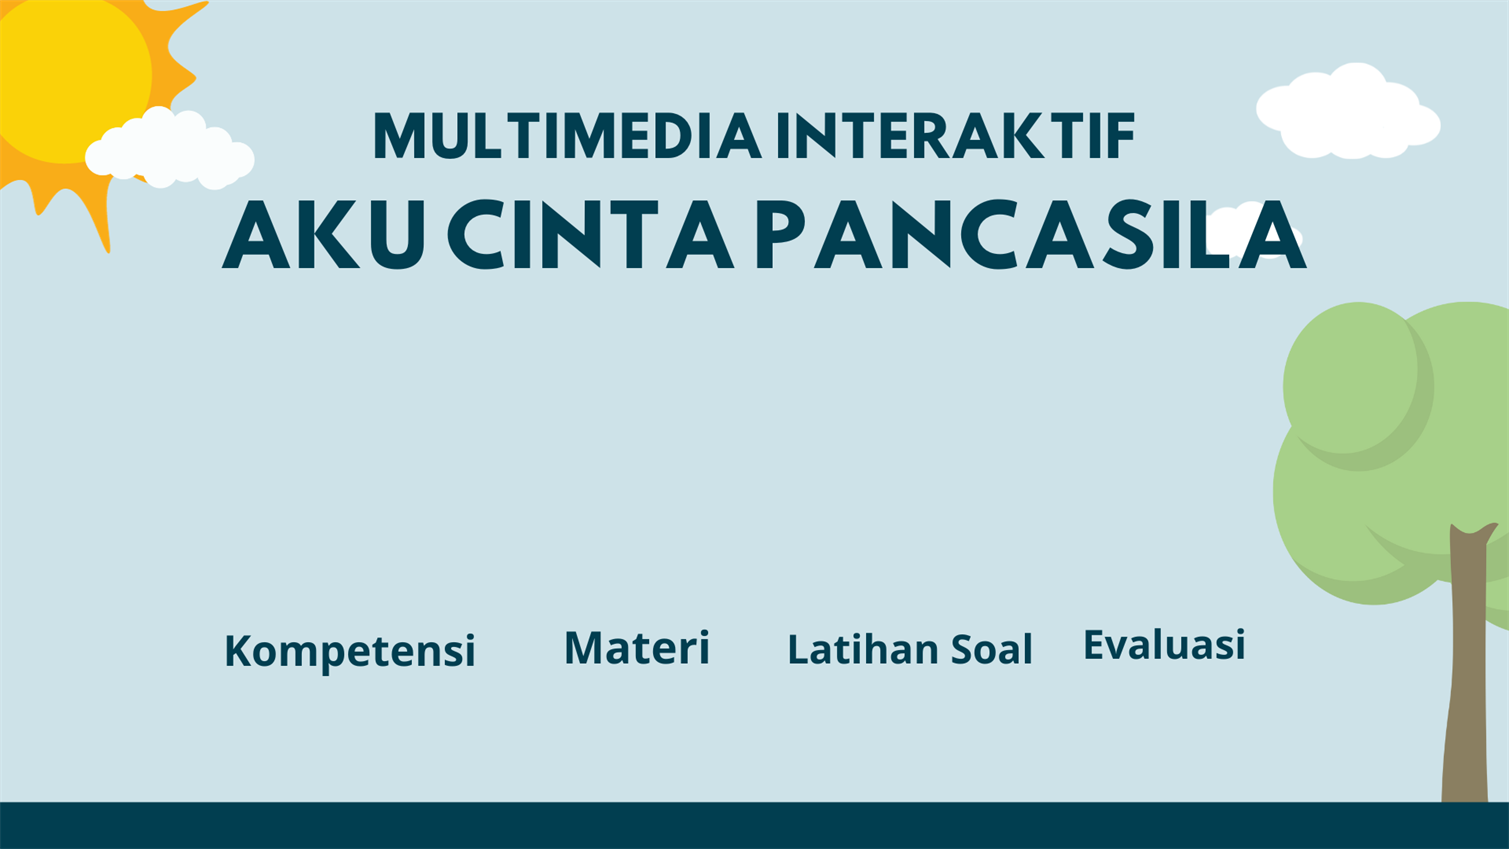 MULTIMEDIA INTERAKTIF
AKU CINTA PANCASILA
Kompetensi
Materi
Latihan Soal
Evaluasi